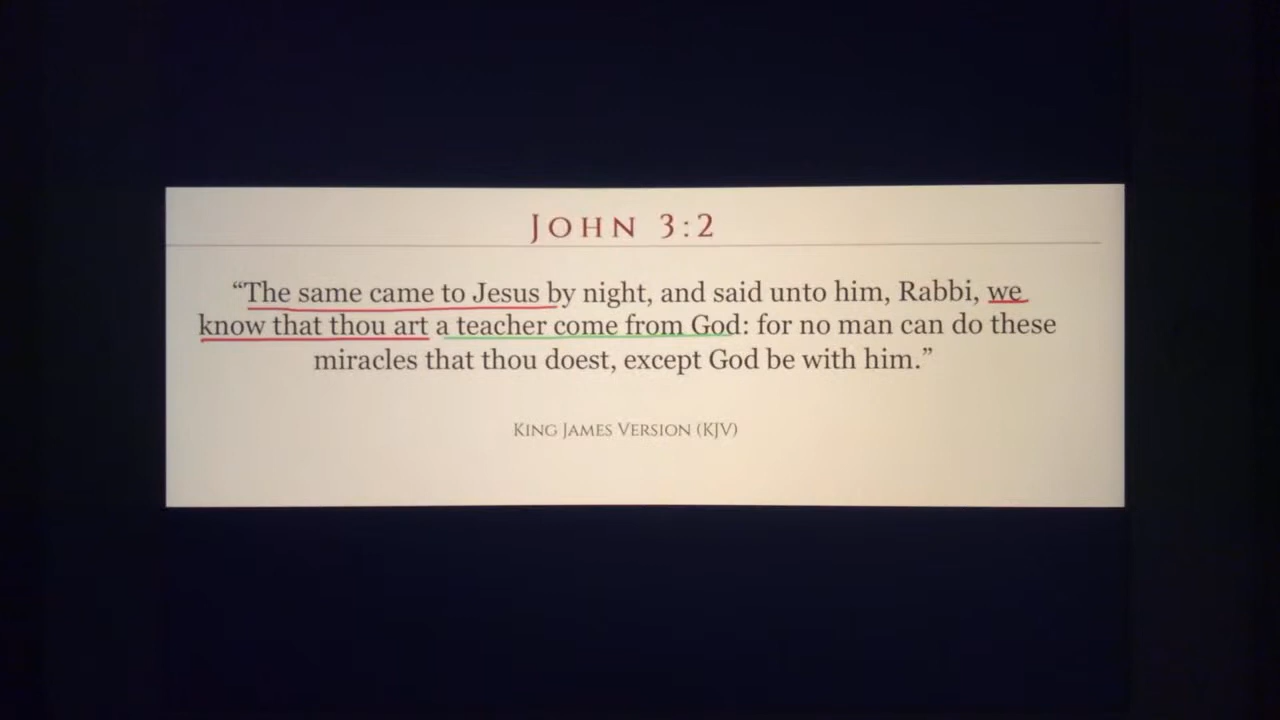 JOHN 3:2
“The same came to Jesus by night, and said unto him, Rabbi, we
know that thou art a teacher come from God: for no man can do these
miracles that thou doest, except God be with him.”
KING JAMES VERSION (KJV)